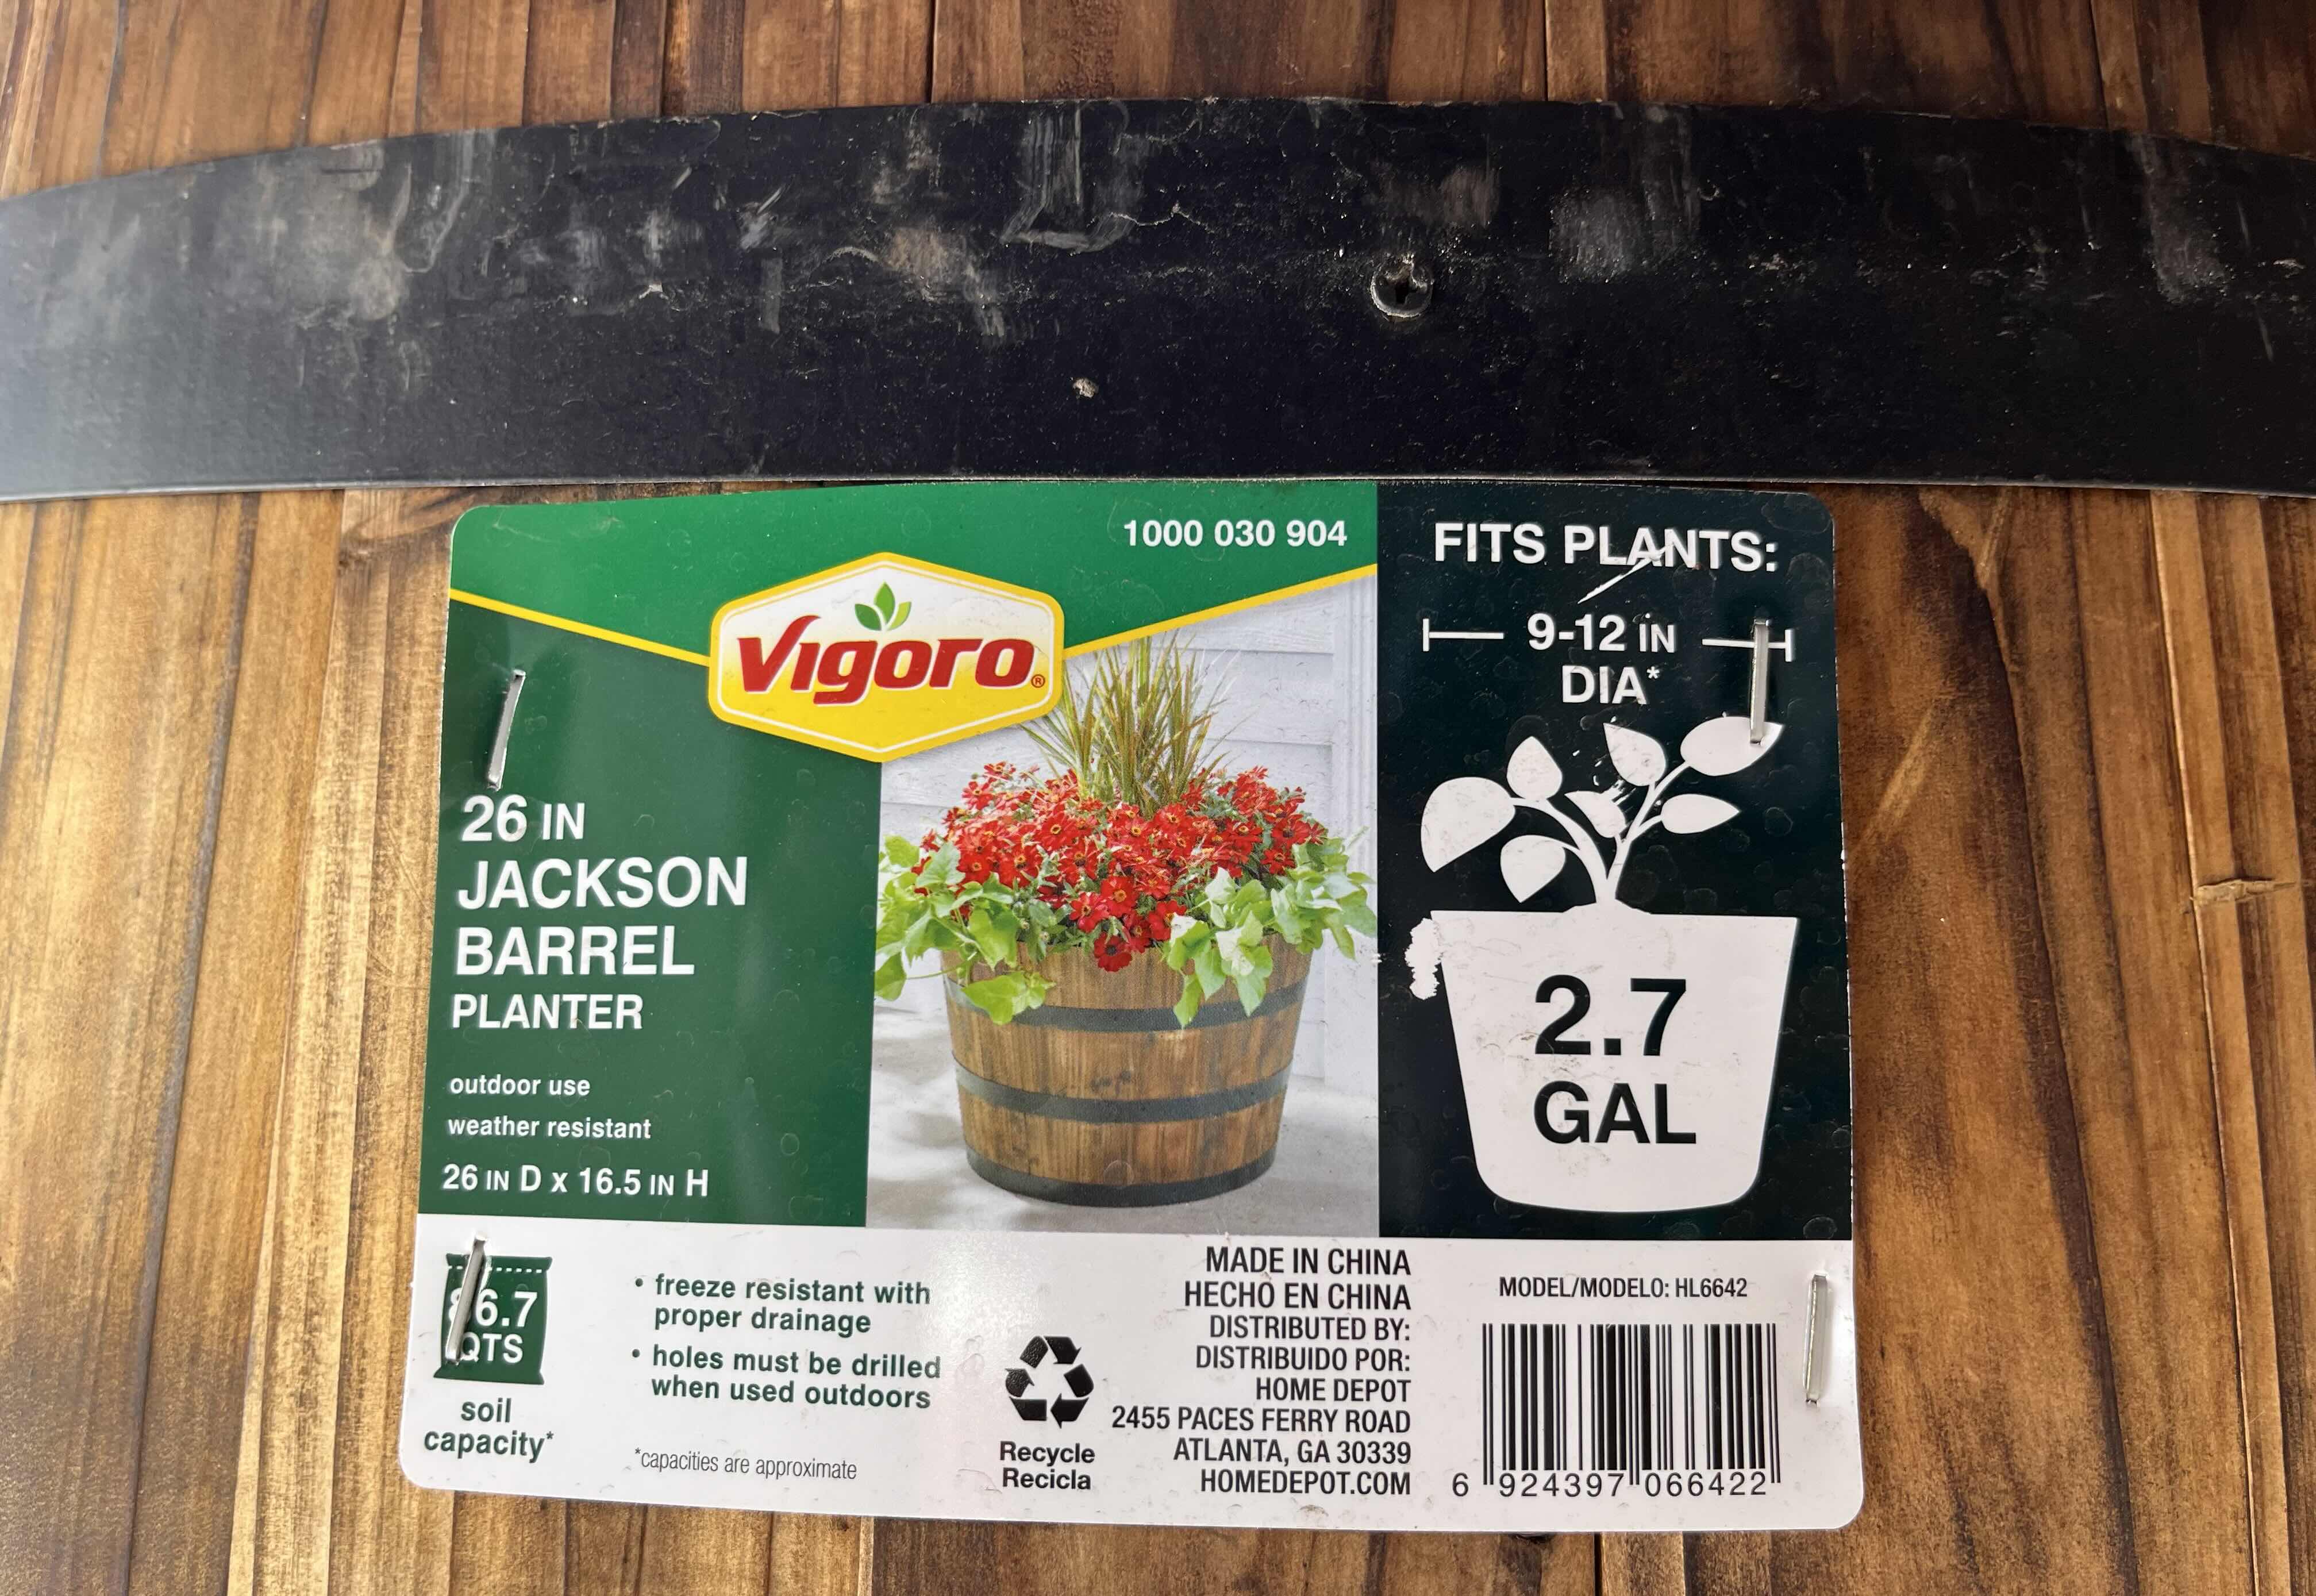 1000 030 904
Vigoro®
26 IN
JACKSON
BARREL
PLANTER
outdoor use
weather resistant
26 IN D x 16.5 IN H
FITS PLANTS:
9-12 IN
DIA*
2.7
GAL
QTS
soil
capacity*
• freeze resistant with
proper drainage
• holes must be drilled
when used outdoors
*capacities are approximate
Recycle
Recicla
MADE IN CHINA
HECHO EN CHINA
DISTRIBUTED BY:
DISTRIBUIDO POR:
HOME DEPOT
2455 PACES FERRY ROAD
ATLANTA, GA 30339
HOMEDEPOT.COM
MODEL/MODELO: HL6642
6 924397 066422